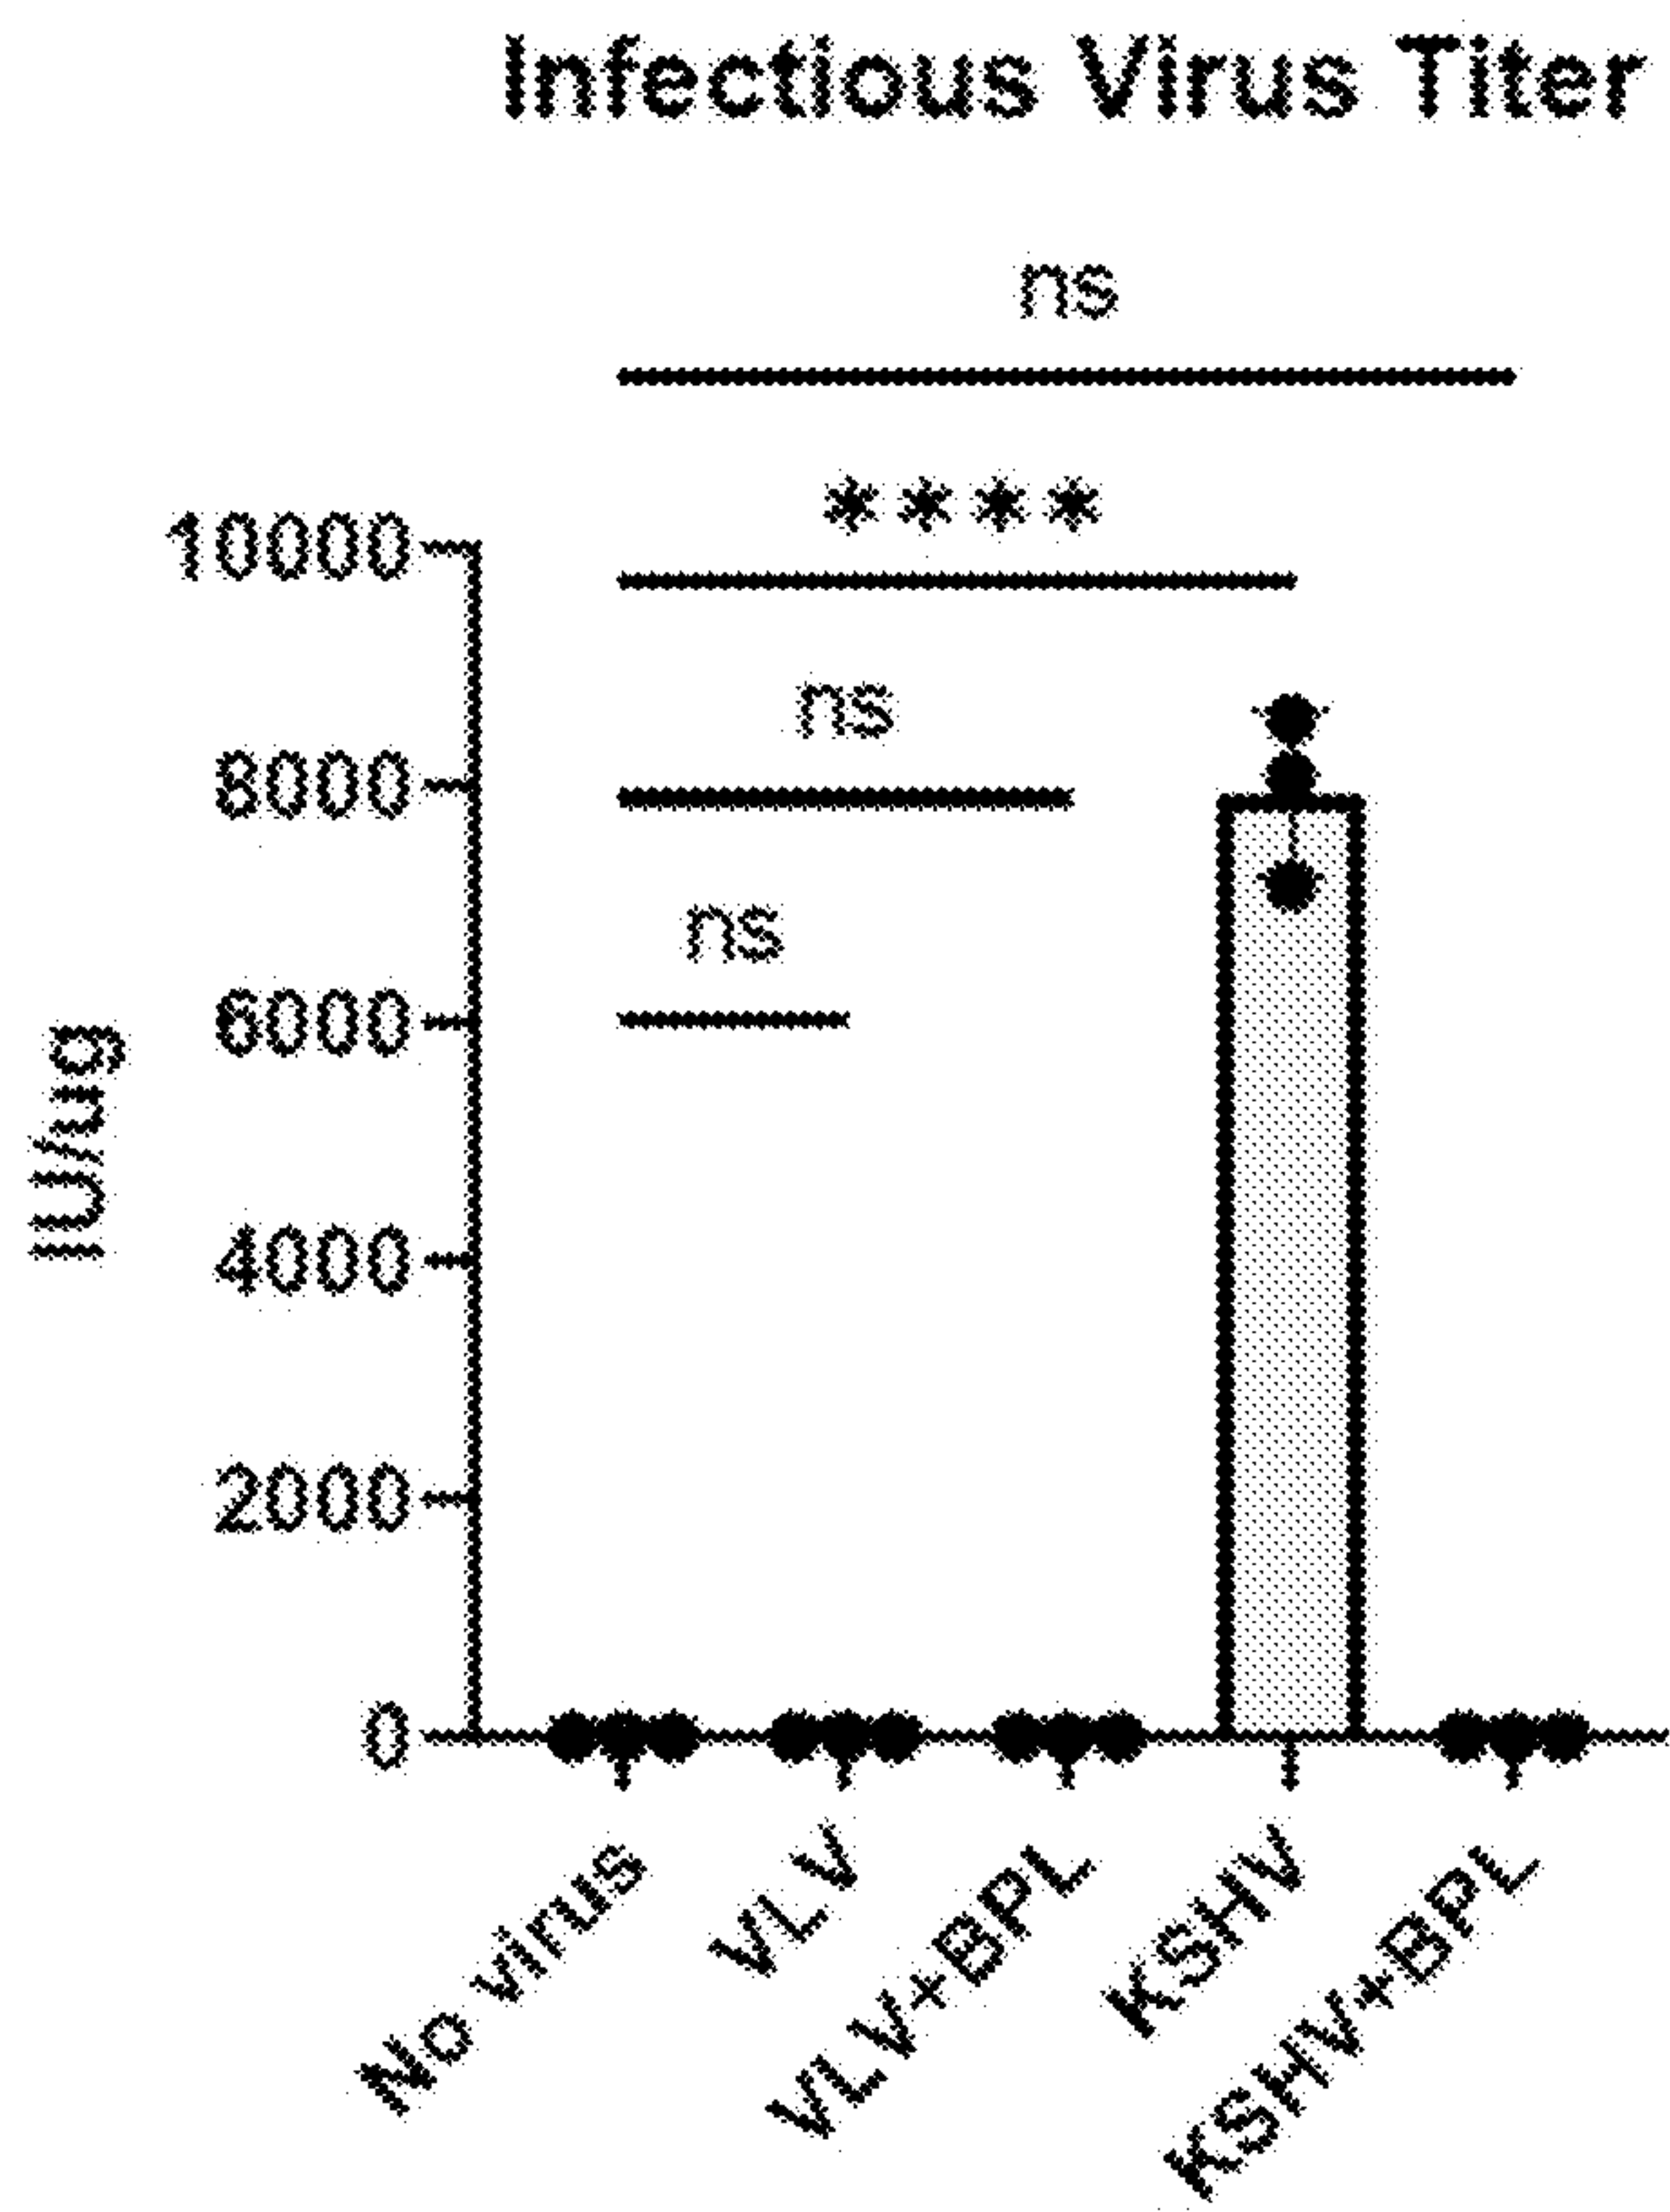 Infectious Virus Titer
ns
****
ns
ns
10000
8000
6000
4000
2000
0
IU/ug
No virus
VLV
VLV+BPL
KSHV
KSHV+BPL